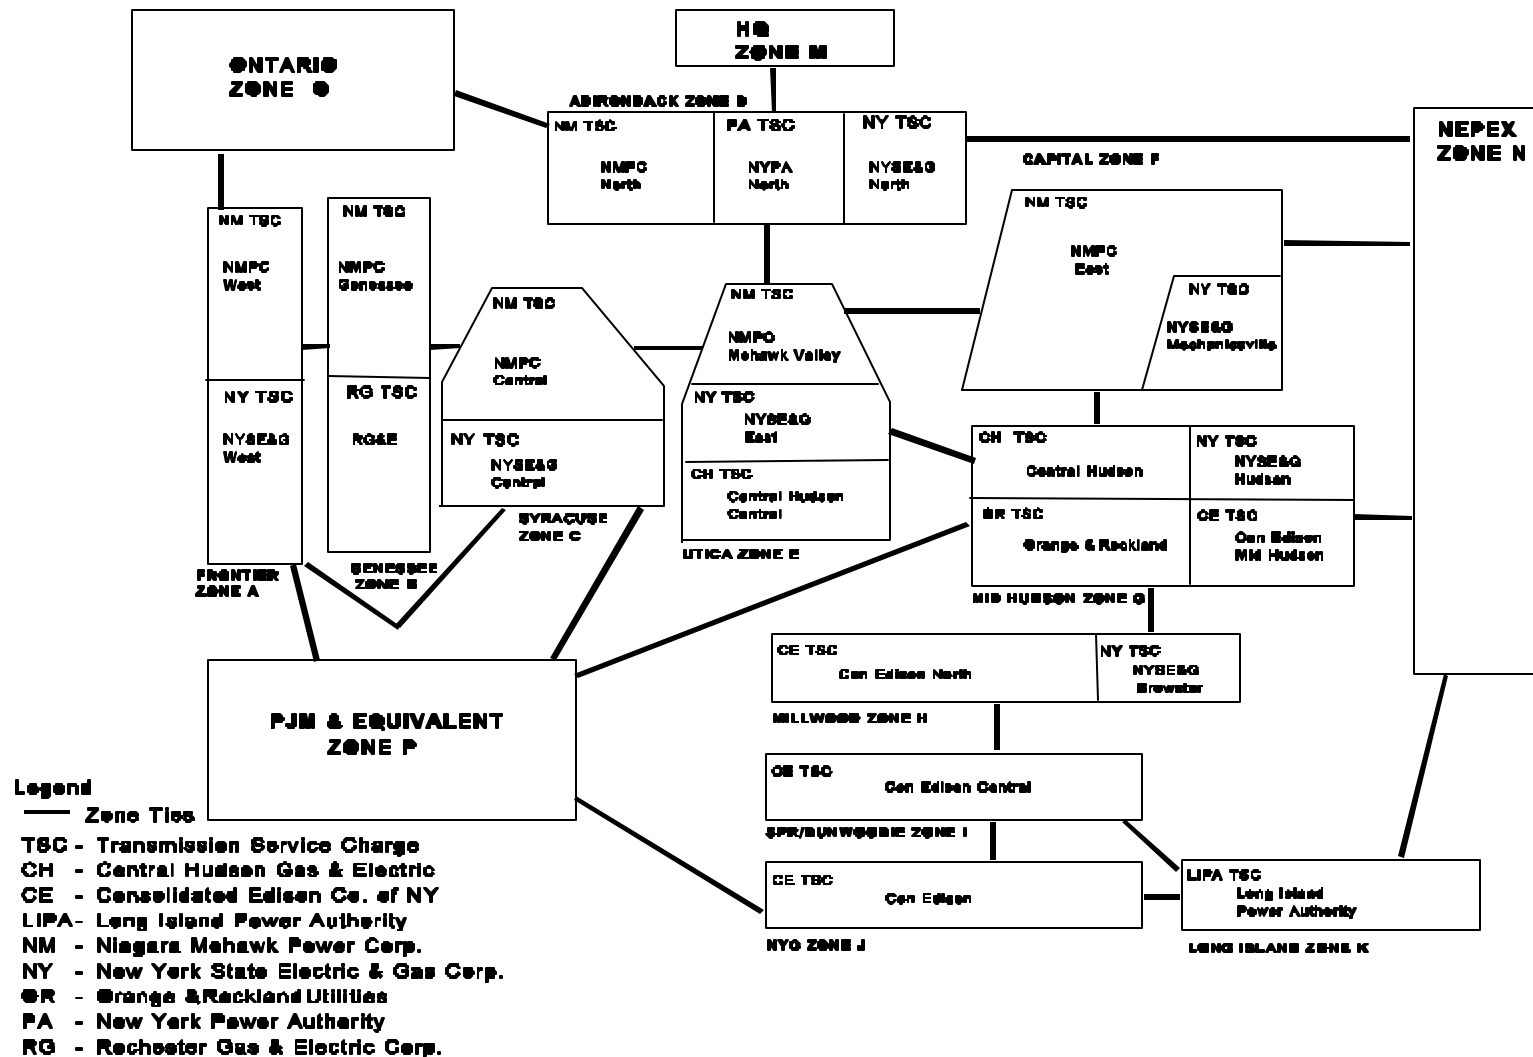 ONTARIO
ZONE O
HQ
ZONE M
ADIRONDACK ZONE D
NM TSC
NMPC
North
PA TSC
NYPA
North
NY TSC
NYSE&G
North
NEPEX
ZONE N
CAPITAL ZONE F
NM TSC
NMPC
East
NY TSC
NYSE&G
Mechanicsville
NM TSC
NMPC
West
NY TSC
NYSE&G
West
FRONTIER
ZONE A
NM TSC
NMPC
Genessee
RG TSC
RG&E
GENESSEE
ZONE B
NM TSC
NMPC
Central
NY TSC
NYSE&G
Central
SYRACUSE
ZONE C
NM TSC
NMPC
Mohawk Valley
NY TSC
NYSE&G
East
CH TSC
Central Hudson
Central
UTICA ZONE E
CH TSC
Central Hudson
NY TSC
NYSE&G
Hudson
OR TSC
Orange & Rockland
CE TSC
Con Edison
Mid Hudson
MID HUDSON ZONE G
CE TSC
Con Edison North
NY TSC
NYSE&G
Brewster
MILLWOOD ZONE H
PJM & EQUIVALENT
ZONE P
CE TSC
Con Edison Central
SPR/DUNWOODIE ZONE I
CE TSC
Con Edison
NYC ZONE J
LIPA TSC
Long Island
Power Authority
LONG ISLAND ZONE K
Legend
Zone Ties
TSC - Transmission Service Charge
CH - Central Hudson Gas & Electric
CE - Consolidated Edison Co. of NY
LIPA- Long Island Power Authority
NM - Niagara Mohawk Power Corp.
NY - New York State Electric & Gas Corp.
OR - Orange & Rockland Utilities
PA - New York Power Authority
RG - Rochester Gas & Electric Corp.